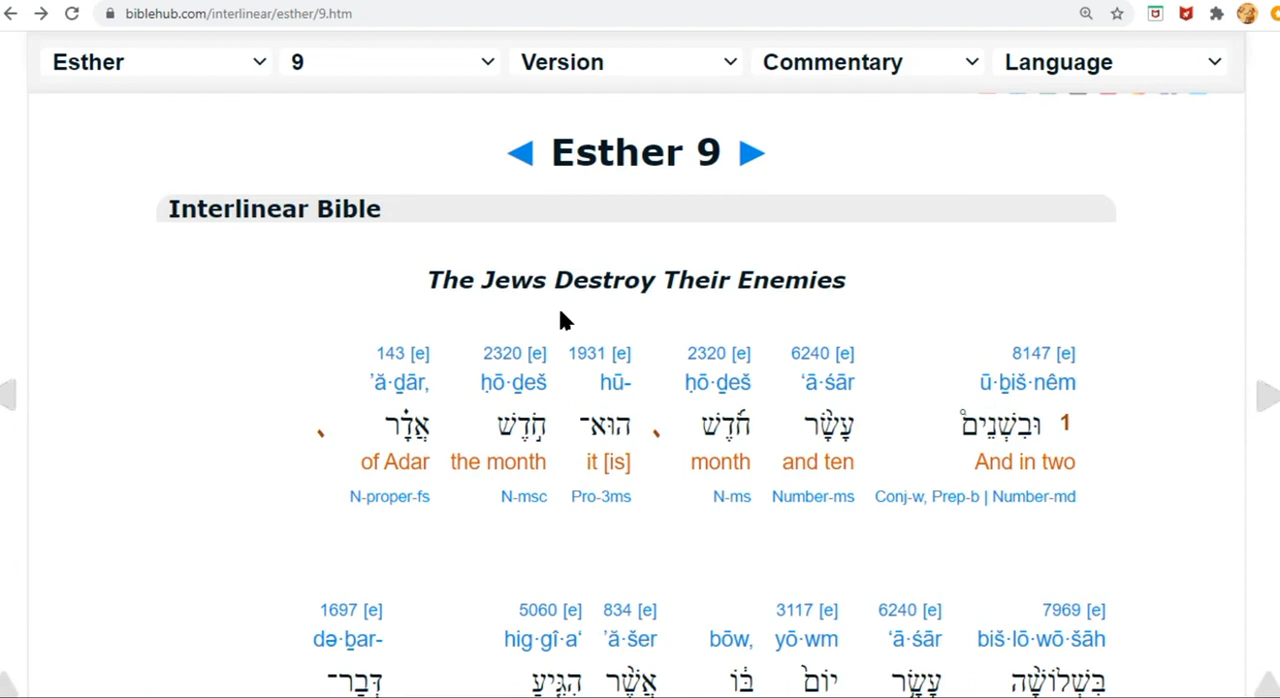 biblehub.com/interlinear/esther/9.htm
Esther 9 Version Commentary Language
◄ Esther 9 ►
Interlinear Bible
The Jews Destroy Their Enemies
143 [e] 2320 [e] 1931 [e] 2320 [e] 6240 [e] 8147 [e]
’ă·ḏār, ḥō·ḏeš hū- ḥō·ḏeš ‘ā·śār ū·ḇiš·nêm
1 וּבִשְׁנֵים֩ עָשָׂ֨ר חֹ֜דֶשׁ ､ הוּא־ חֹ֣דֶשׁ אֲדָ֗ר ､
of Adar the month it [is] month and ten And in two
N-proper-fs N-msc Pro-3ms N-ms Number-ms Conj-w, Prep-b | Number-md
1697 [e] 5060 [e] 834 [e] 3117 [e] 6240 [e] 7969 [e]
də·ḇar- hig·gî·a‘ ’ă·šer bōw, yō·wm ‘ā·śār biš·lō·wō·šāh
בִּשְׁלוֹשָׁ֨ה עָשָׂ֥ר יוֹם֙ בּ֔וֹ אֲשֶׁ֨ר הִגִּ֧יעַ דְּבַר־